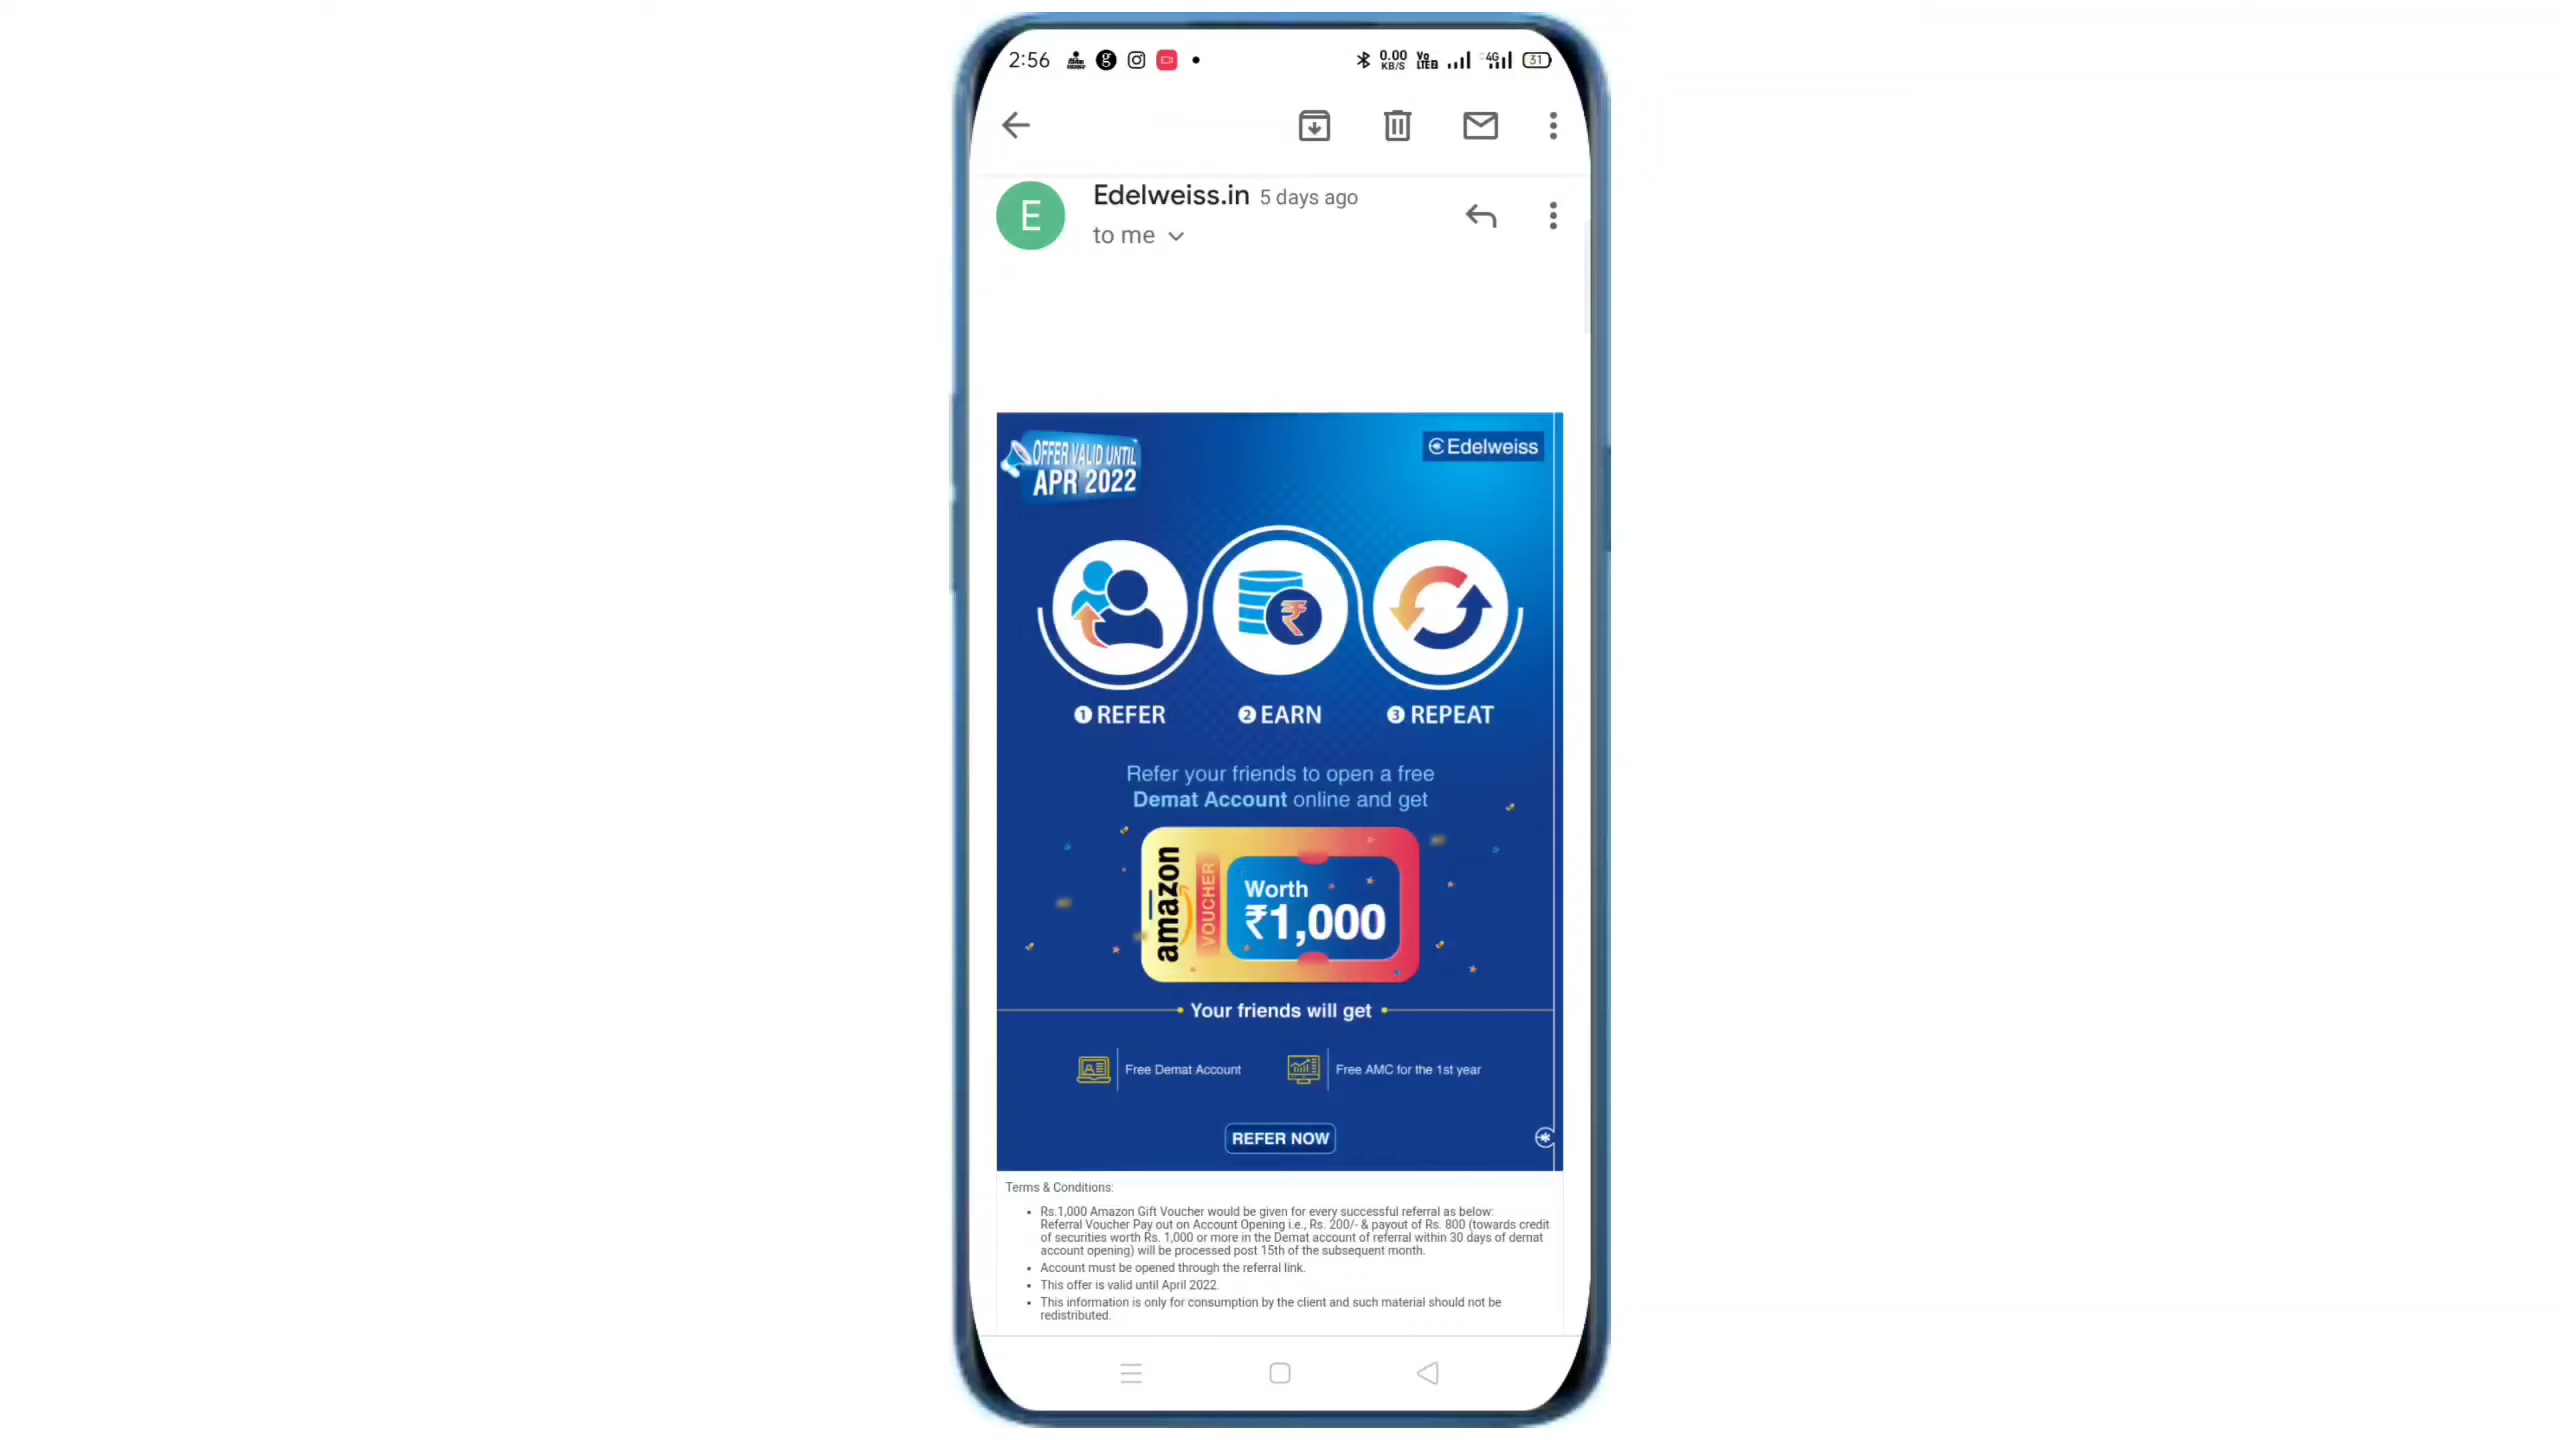 2:56
0.00
KB/S
Vo
LTE2
4G
31
E
Edelweiss.in 5 days ago
to me
OFFER VALID UNTIL
APR 2022
Edelweiss
1 REFER
2 EARN
3 REPEAT
Refer your friends to open a free
Demat Account online and get
amazon
VOUCHER
Worth
₹1,000
Your friends will get
Free Demat Account
Free AMC for the 1st year
REFER NOW
Terms & Conditions:
• Rs.1,000 Amazon Gift Voucher would be given for every successful referral as below:
Referral Voucher Pay out on Account Opening i.e., Rs. 200/- & payout of Rs. 800 (towards credit
of securities worth Rs. 1,000 or more in the Demat account of referral within 30 days of demat
account opening) will be processed post 15th of the subsequent month.
• Account must be opened through the referral link.
• This offer is valid until April 2022.
• This information is only for consumption by the client and such material should not be
redistributed.